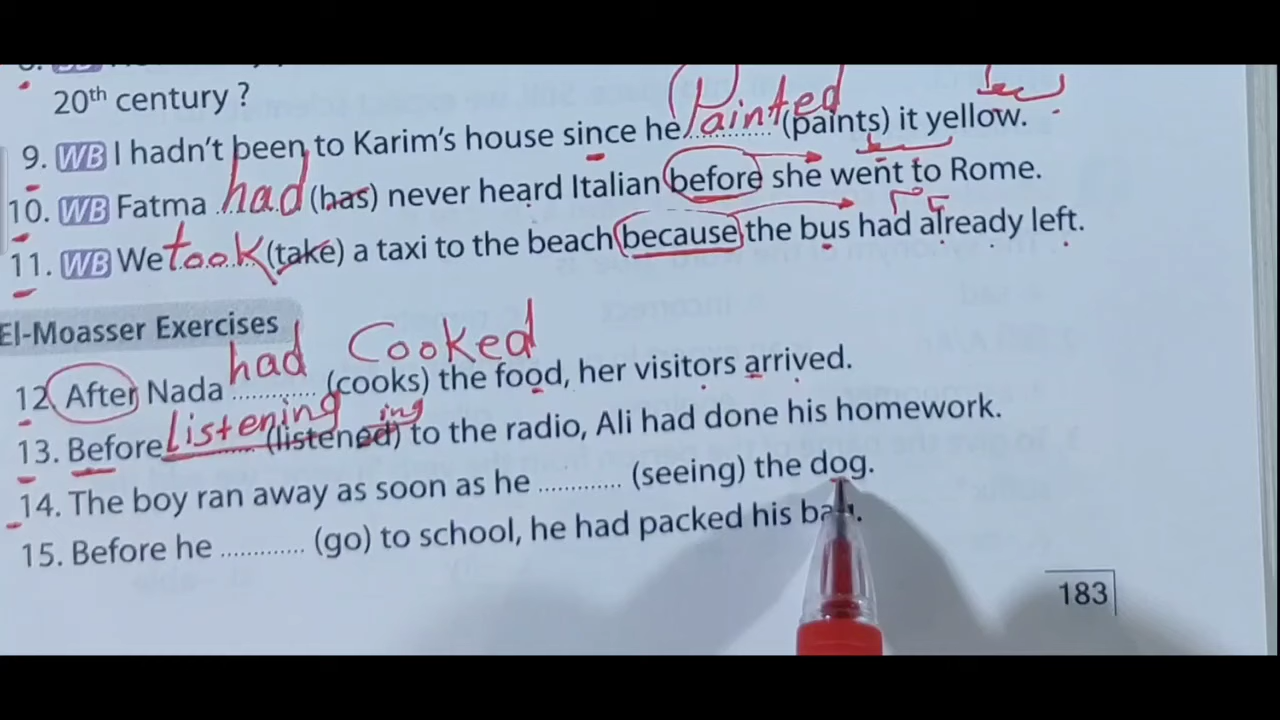 20th century ?
9. WB I hadn't been to Karim's house since he Painted (paints) it yellow.
10. WB Fatma had (has) never heard Italian before she went to Rome.
11. WB We took (take) a taxi to the beach because the bus had already left.
El-Moasser Exercises
12. After Nada had Cooked (cooks) the food, her visitors arrived.
13. Before Listening (listened) ing to the radio, Ali had done his homework.
14. The boy ran away as soon as he ............ (seeing) the dog.
15. Before he ............ (go) to school, he had packed his
183